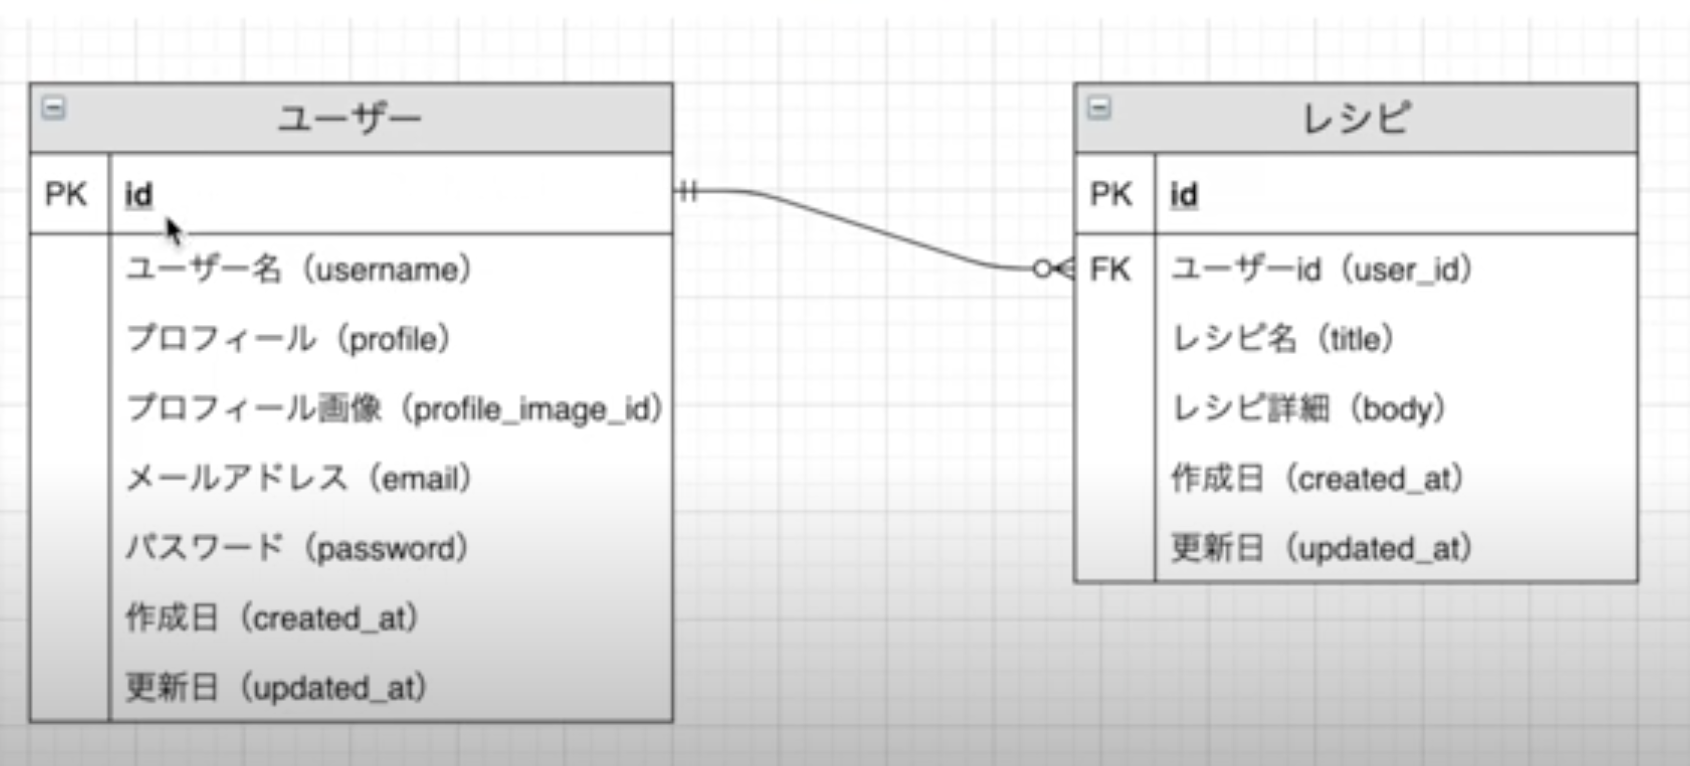 ユーザー
PK id
ユーザー名（username）
プロフィール（profile）
プロフィール画像（profile_image_id）
メールアドレス（email）
パスワード（password）
作成日（created_at）
更新日（updated_at）
レシピ
PK id
FK ユーザーid（user_id）
レシピ名（title）
レシピ詳細（body）
作成日（created_at）
更新日（updated_at）